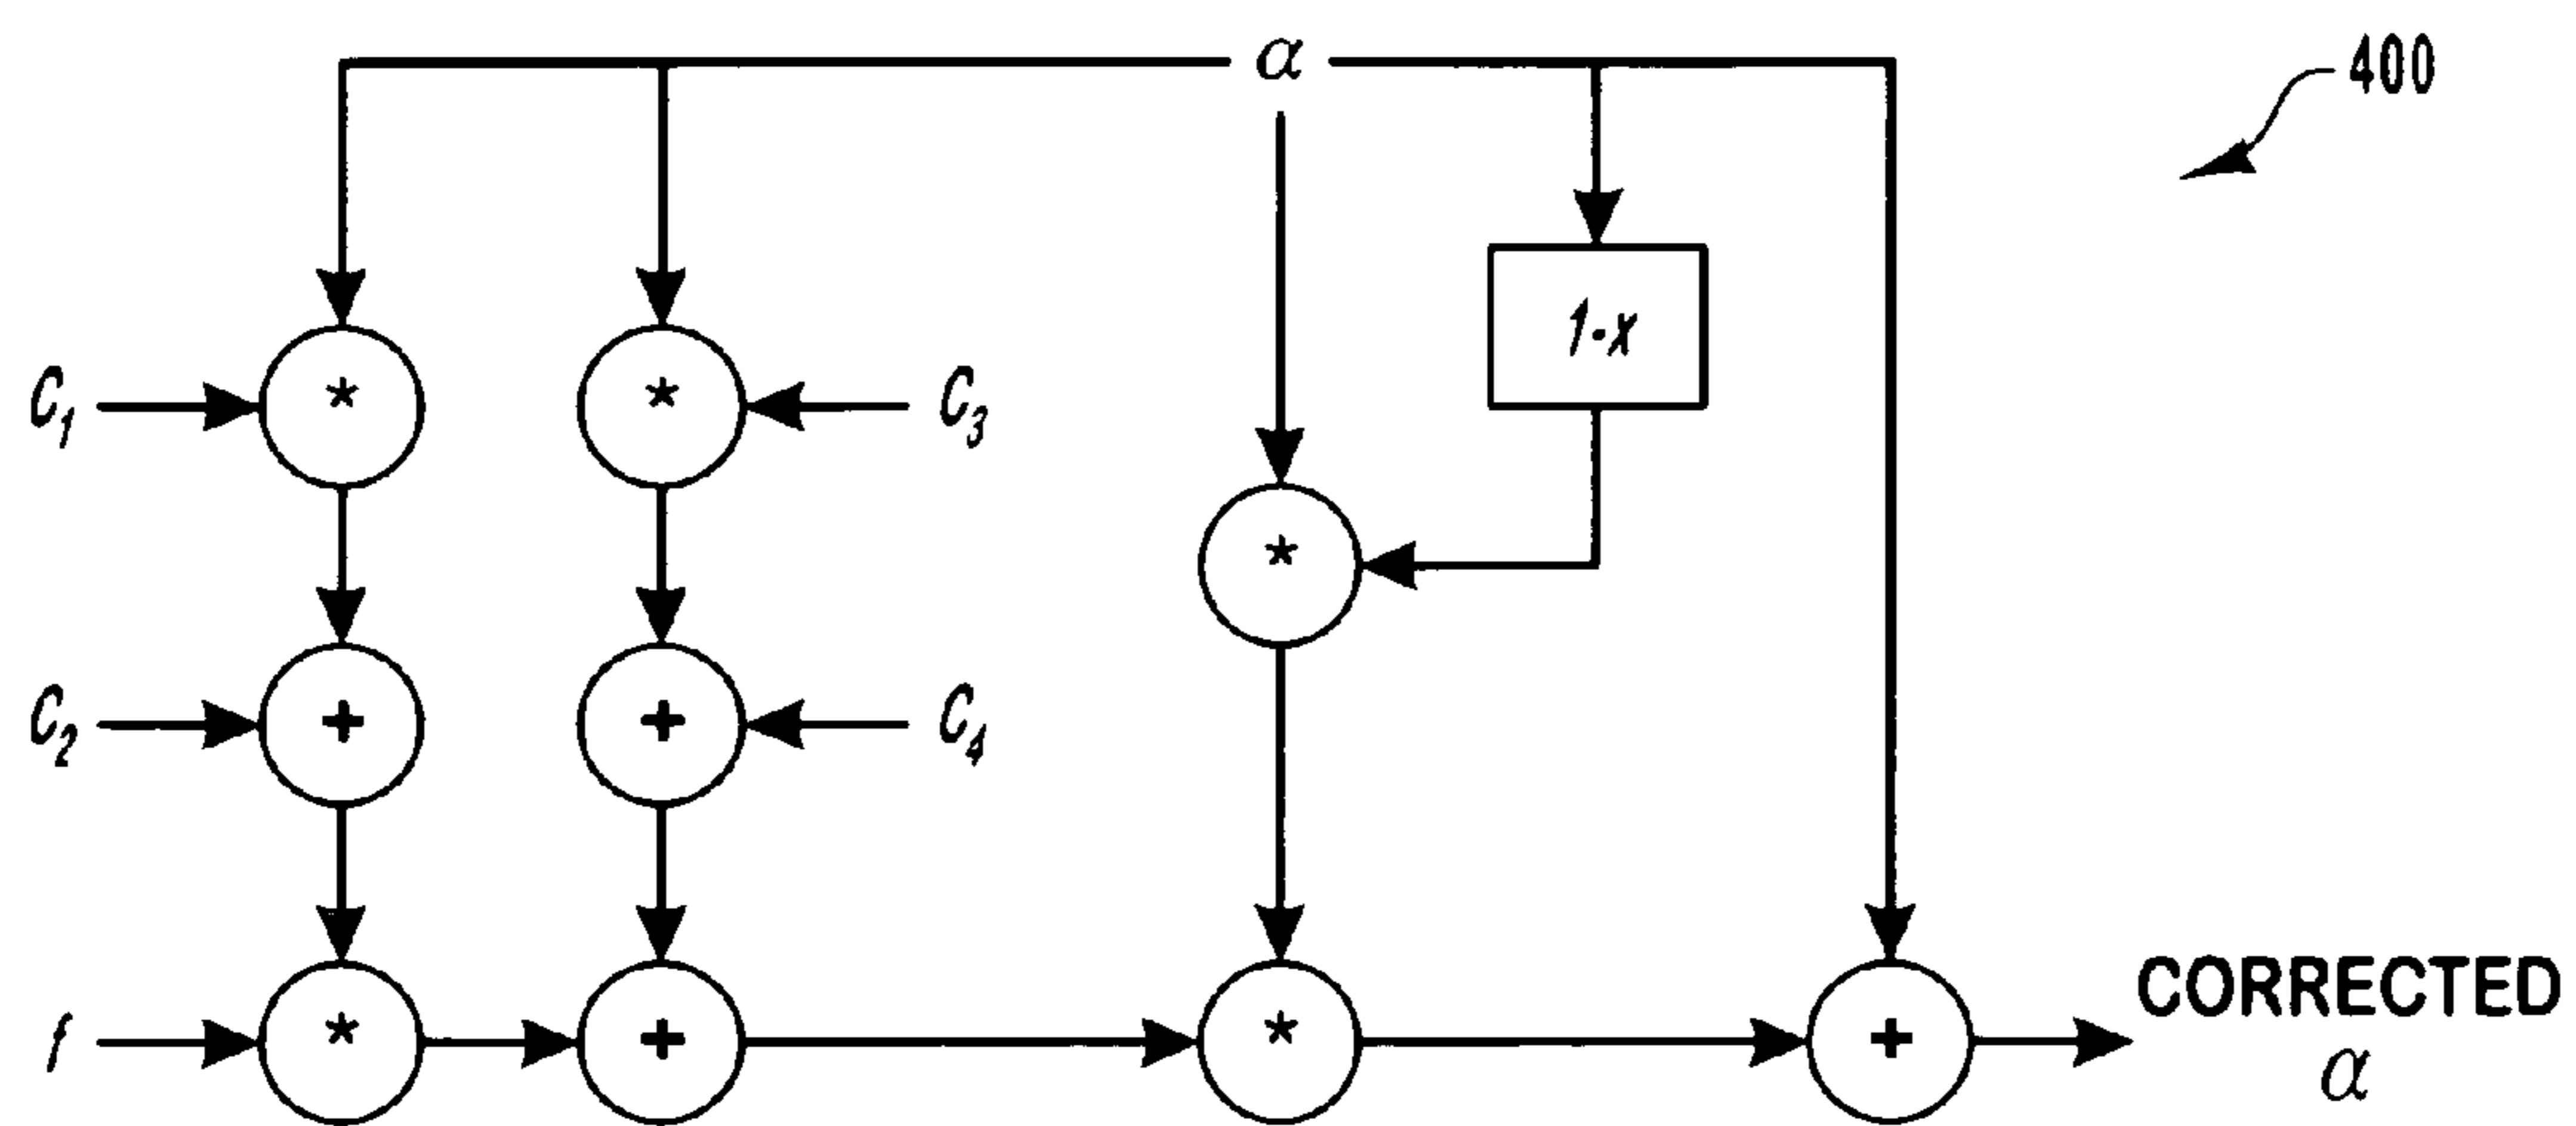 α
400
1-x
C1 * * C3
*
C2 + + C4
f * + * + CORRECTED
α